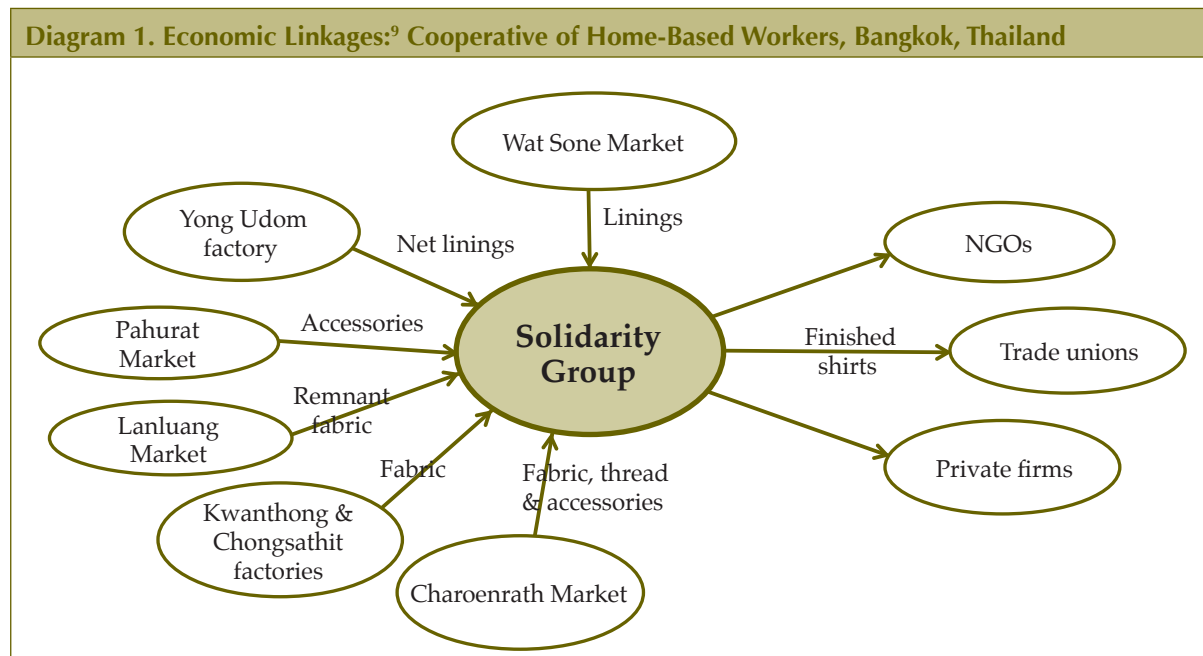 Diagram 1. Economic Linkages:⁹ Cooperative of Home-Based Workers, Bangkok, Thailand
Wat Sone Market
Linings
Yong Udom
factory
Net linings
NGOs
Pahurat
Market
Accessories
Solidarity
Group
Finished
shirts
Trade unions
Lanluang
Market
Remnant
fabric
Kwanthong &
Chongsathit
factories
Fabric
Fabric, thread
& accessories
Private firms
Charoenrath Market